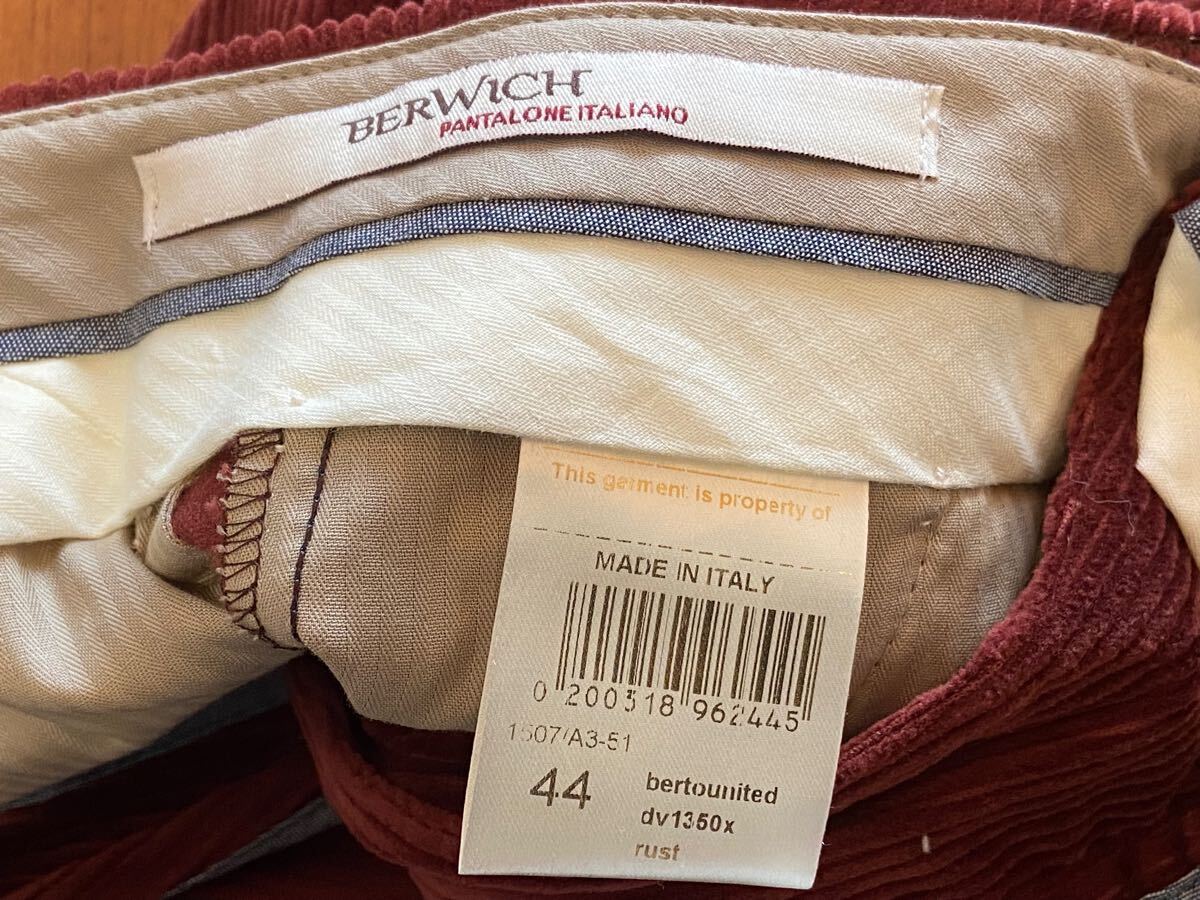 BERWICH
PANTALONE ITALIANO
This garment is property of
MADE IN ITALY
0 200318 962445
1507/A3-51
44
bertounited
dv1350x
rust